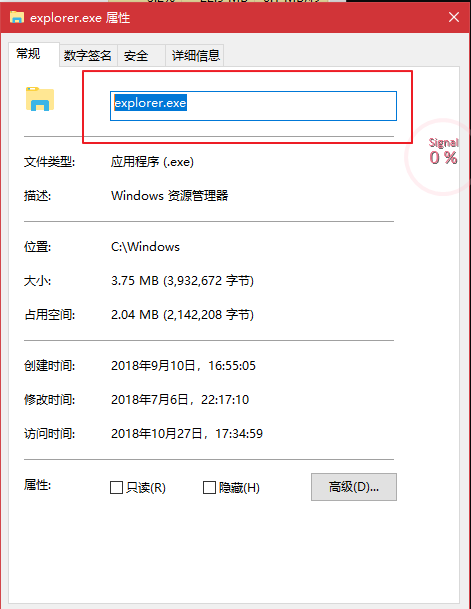 explorer.exe 属性
常规 数字签名 安全 详细信息
explorer.exe
Signal
0 %
文件类型: 应用程序 (.exe)
描述: Windows 资源管理器
位置: C:\Windows
大小: 3.75 MB (3,932,672 字节)
占用空间: 2.04 MB (2,142,208 字节)
创建时间: 2018年9月10日，16:55:05
修改时间: 2018年7月6日，22:17:10
访问时间: 2018年10月27日，17:34:59
属性: 只读(R) 隐藏(H) 高级(D)...